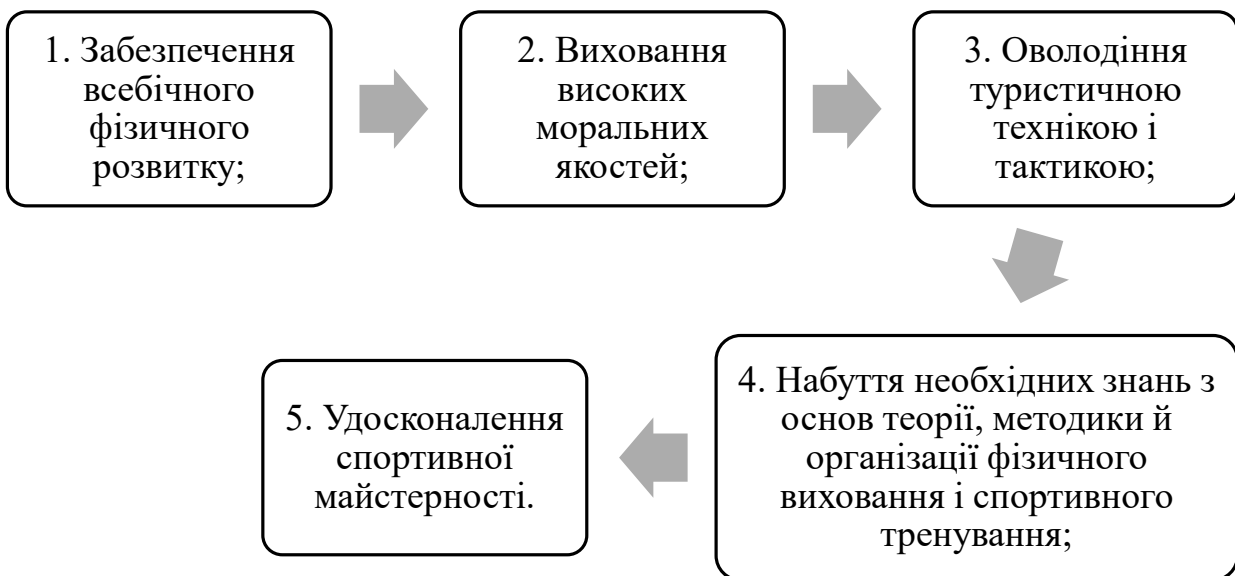 1. Забезпечення
всебічного
фізичного
розвитку;
2. Виховання
високих
моральних
якостей;
3. Оволодіння
туристичною
технікою і
тактикою;
4. Набуття необхідних знань з
основ теорії, методики й
організації фізичного
виховання і спортивного
тренування;
5. Удосконалення
спортивної
майстерності.